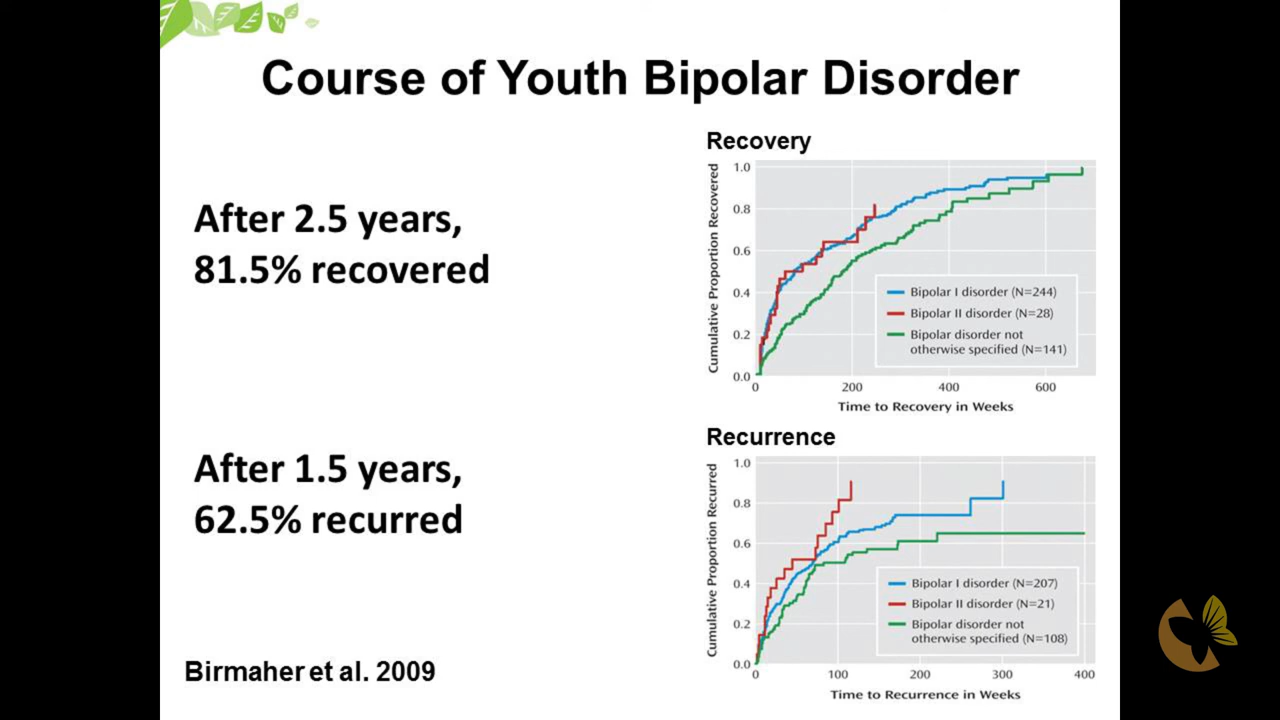 Course of Youth Bipolar Disorder
After 2.5 years,
81.5% recovered
After 1.5 years,
62.5% recurred
Birmaher et al. 2009
Recovery
Cumulative Proportion Recovered
1.0
0.8
0.6
0.4
0.2
0.0
Bipolar I disorder (N=244)
Bipolar II disorder (N=28)
Bipolar disorder not
otherwise specified (N=141)
0 200 400 600
Time to Recovery in Weeks
Recurrence
Cumulative Proportion Recurred
1.0
0.8
0.6
0.4
0.2
0.0
Bipolar I disorder (N=207)
Bipolar II disorder (N=21)
Bipolar disorder not
otherwise specified (N=108)
0 100 200 300 400
Time to Recurrence in Weeks